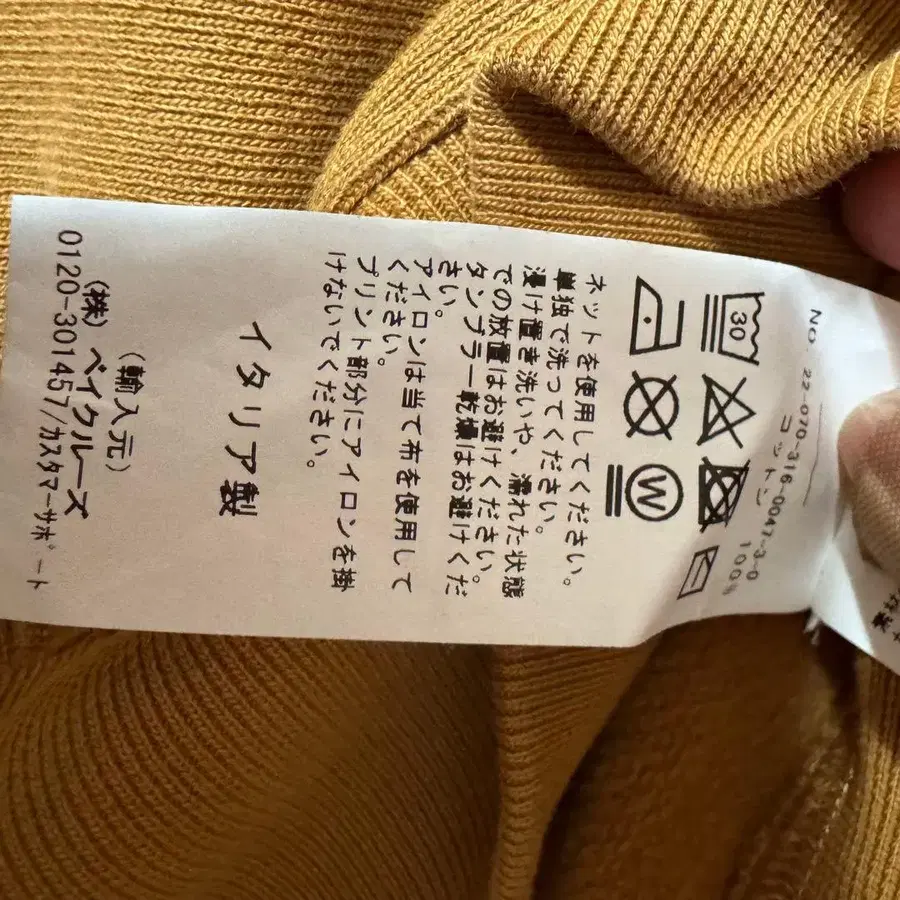 NO. 22-070-316-0047-3-0
コットン 100%
30
W
ネットを使用してください。
単独で洗ってください。
浸け置き洗いや、濡れた状態
での放置はお避けください。
タンブラー乾燥はお避けくだ
さい。
アイロンは当て布を使用して
ください。
プリント部分にアイロンを掛
けないでください。
イタリア製
(輸入元)
(株) ベイクルーズ
0120-301457/カスタマーサポート